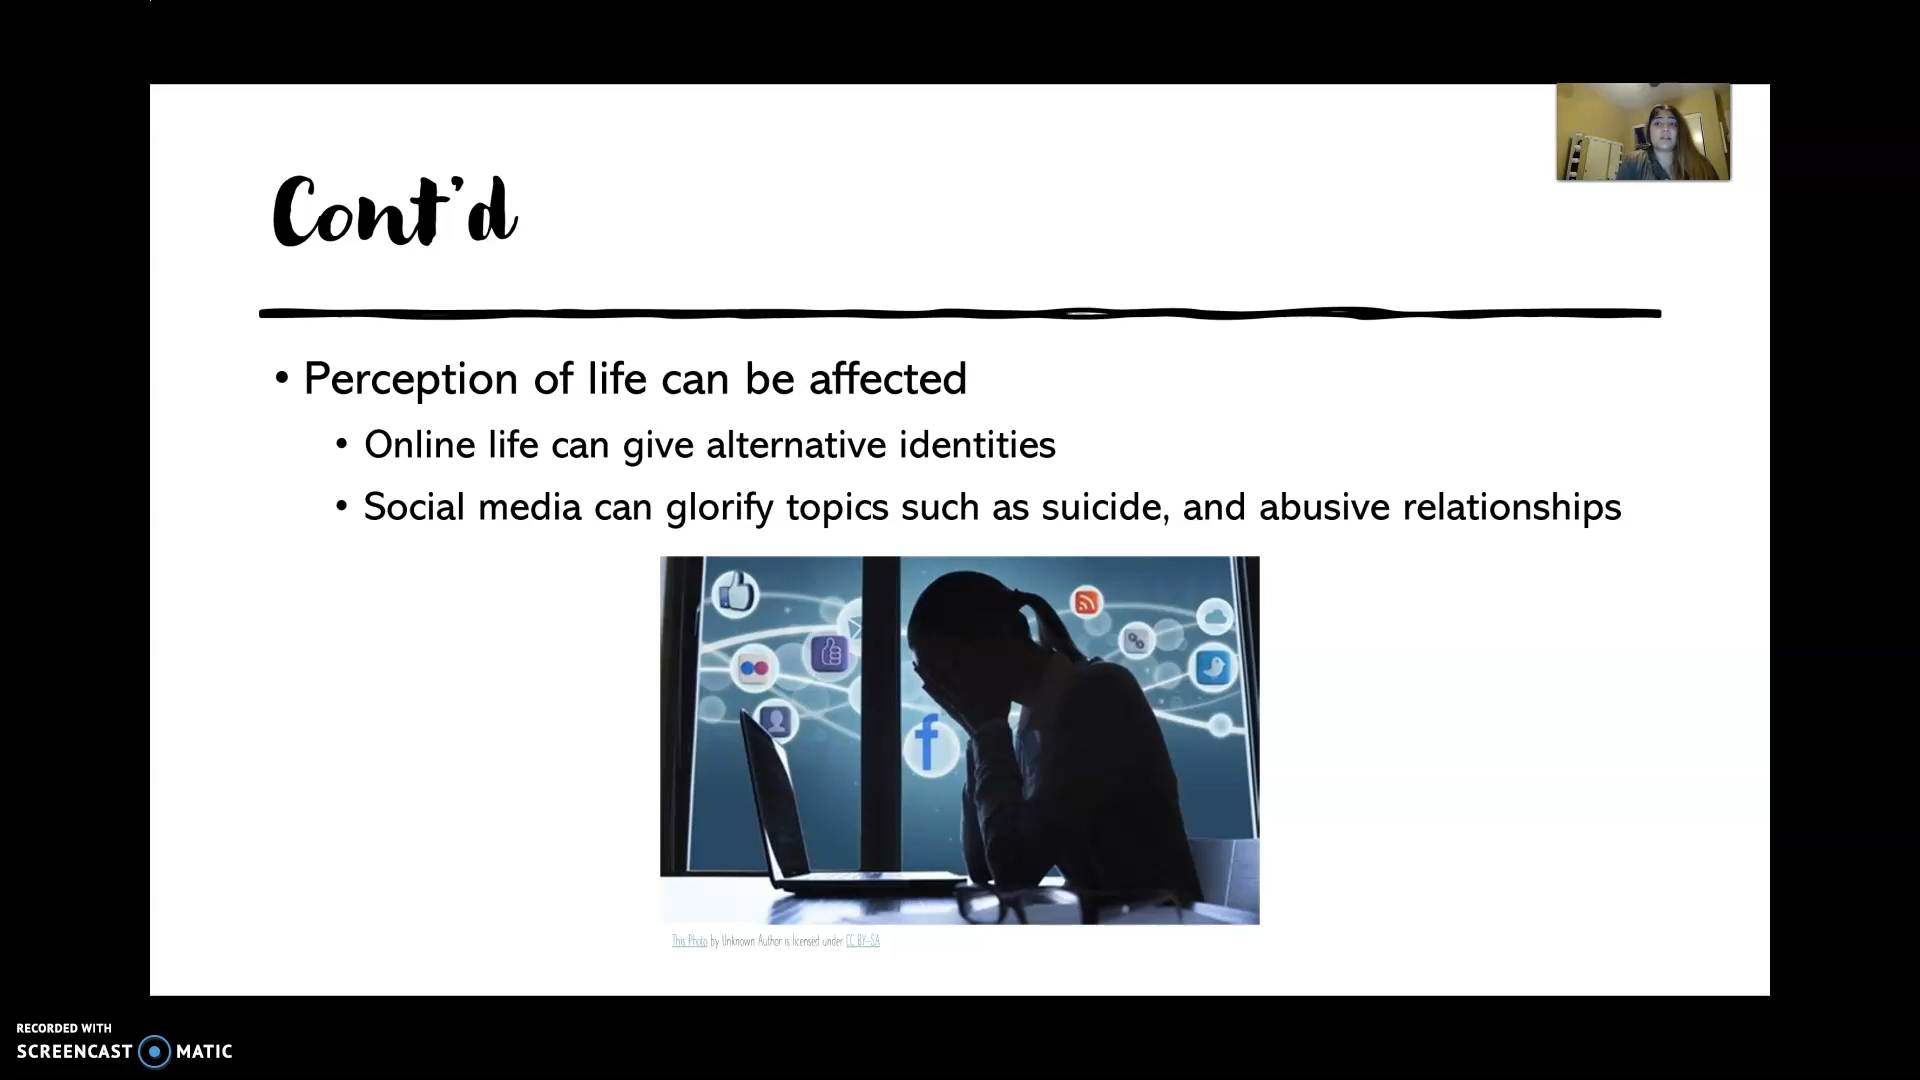 Cont'd
• Perception of life can be affected
• Online life can give alternative identities
• Social media can glorify topics such as suicide, and abusive relationships
f
This Photo by Unknown Author is licensed under CC BY-SA
RECORDED WITH
SCREENCAST MATIC